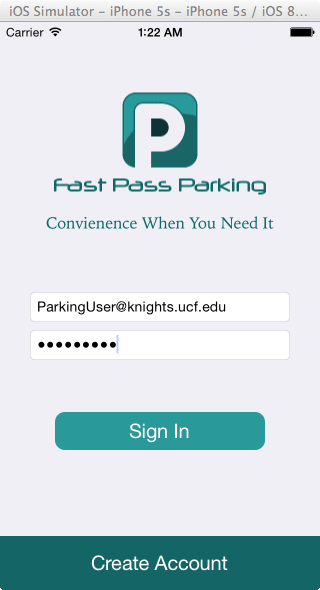 iOS Simulator – iPhone 5s – iPhone 5s / iOS 8...
Carrier 1:22 AM
P
Fast Pass Parking
Convienence When You Need It
ParkingUser@knights.ucf.edu
•••••••••
Sign In
Create Account